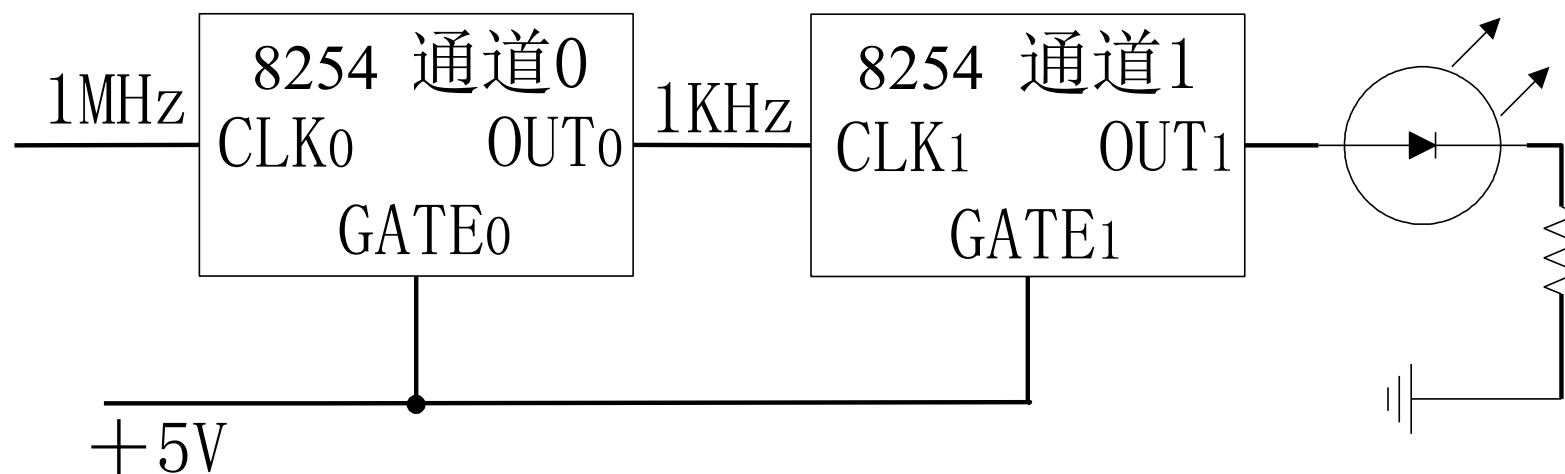 8254 通道0
8254 通道1
1MHz
1KHz
CLK0
OUT0
CLK1
OUT1
GATE0
GATE1
+5V